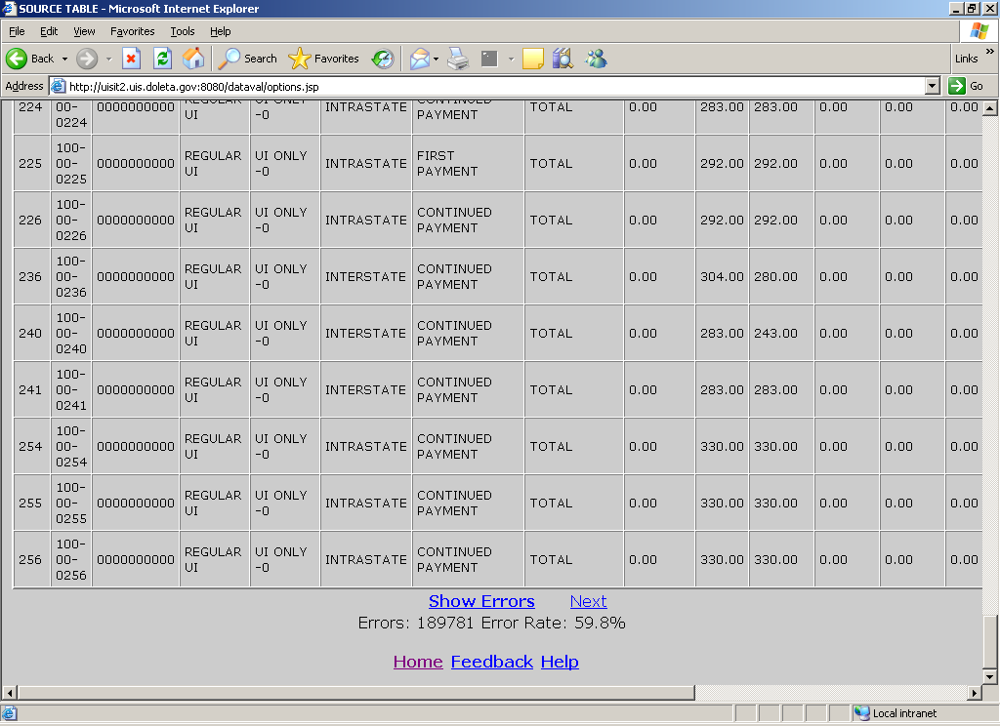 SOURCE TABLE - Microsoft Internet Explorer
File Edit View Favorites Tools Help
Back Search Favorites Links »
Address http://uisit2.uis.doleta.gov:8080/dataval/options.jsp Go
224 00-0224 0000000000 REGULAR UI -0 INTRASTATE CONTINUED PAYMENT TOTAL 0.00 283.00 283.00 0.00 0.00 0.00
225 100-00-0225 0000000000 REGULAR UI UI ONLY -0 INTRASTATE FIRST PAYMENT TOTAL 0.00 292.00 292.00 0.00 0.00 0.00
226 100-00-0226 0000000000 REGULAR UI UI ONLY -0 INTRASTATE CONTINUED PAYMENT TOTAL 0.00 292.00 292.00 0.00 0.00 0.00
236 100-00-0236 0000000000 REGULAR UI UI ONLY -0 INTERSTATE CONTINUED PAYMENT TOTAL 0.00 304.00 280.00 0.00 0.00 0.00
240 100-00-0240 0000000000 REGULAR UI UI ONLY -0 INTERSTATE CONTINUED PAYMENT TOTAL 0.00 283.00 243.00 0.00 0.00 0.00
241 100-00-0241 0000000000 REGULAR UI UI ONLY -0 INTERSTATE CONTINUED PAYMENT TOTAL 0.00 283.00 283.00 0.00 0.00 0.00
254 100-00-0254 0000000000 REGULAR UI UI ONLY -0 INTRASTATE CONTINUED PAYMENT TOTAL 0.00 330.00 330.00 0.00 0.00 0.00
255 100-00-0255 0000000000 REGULAR UI UI ONLY -0 INTRASTATE CONTINUED PAYMENT TOTAL 0.00 330.00 330.00 0.00 0.00 0.00
256 100-00-0256 0000000000 REGULAR UI UI ONLY -0 INTRASTATE CONTINUED PAYMENT TOTAL 0.00 330.00 330.00 0.00 0.00 0.00
Show Errors Next
Errors: 189781 Error Rate: 59.8%
Home Feedback Help
Local intranet